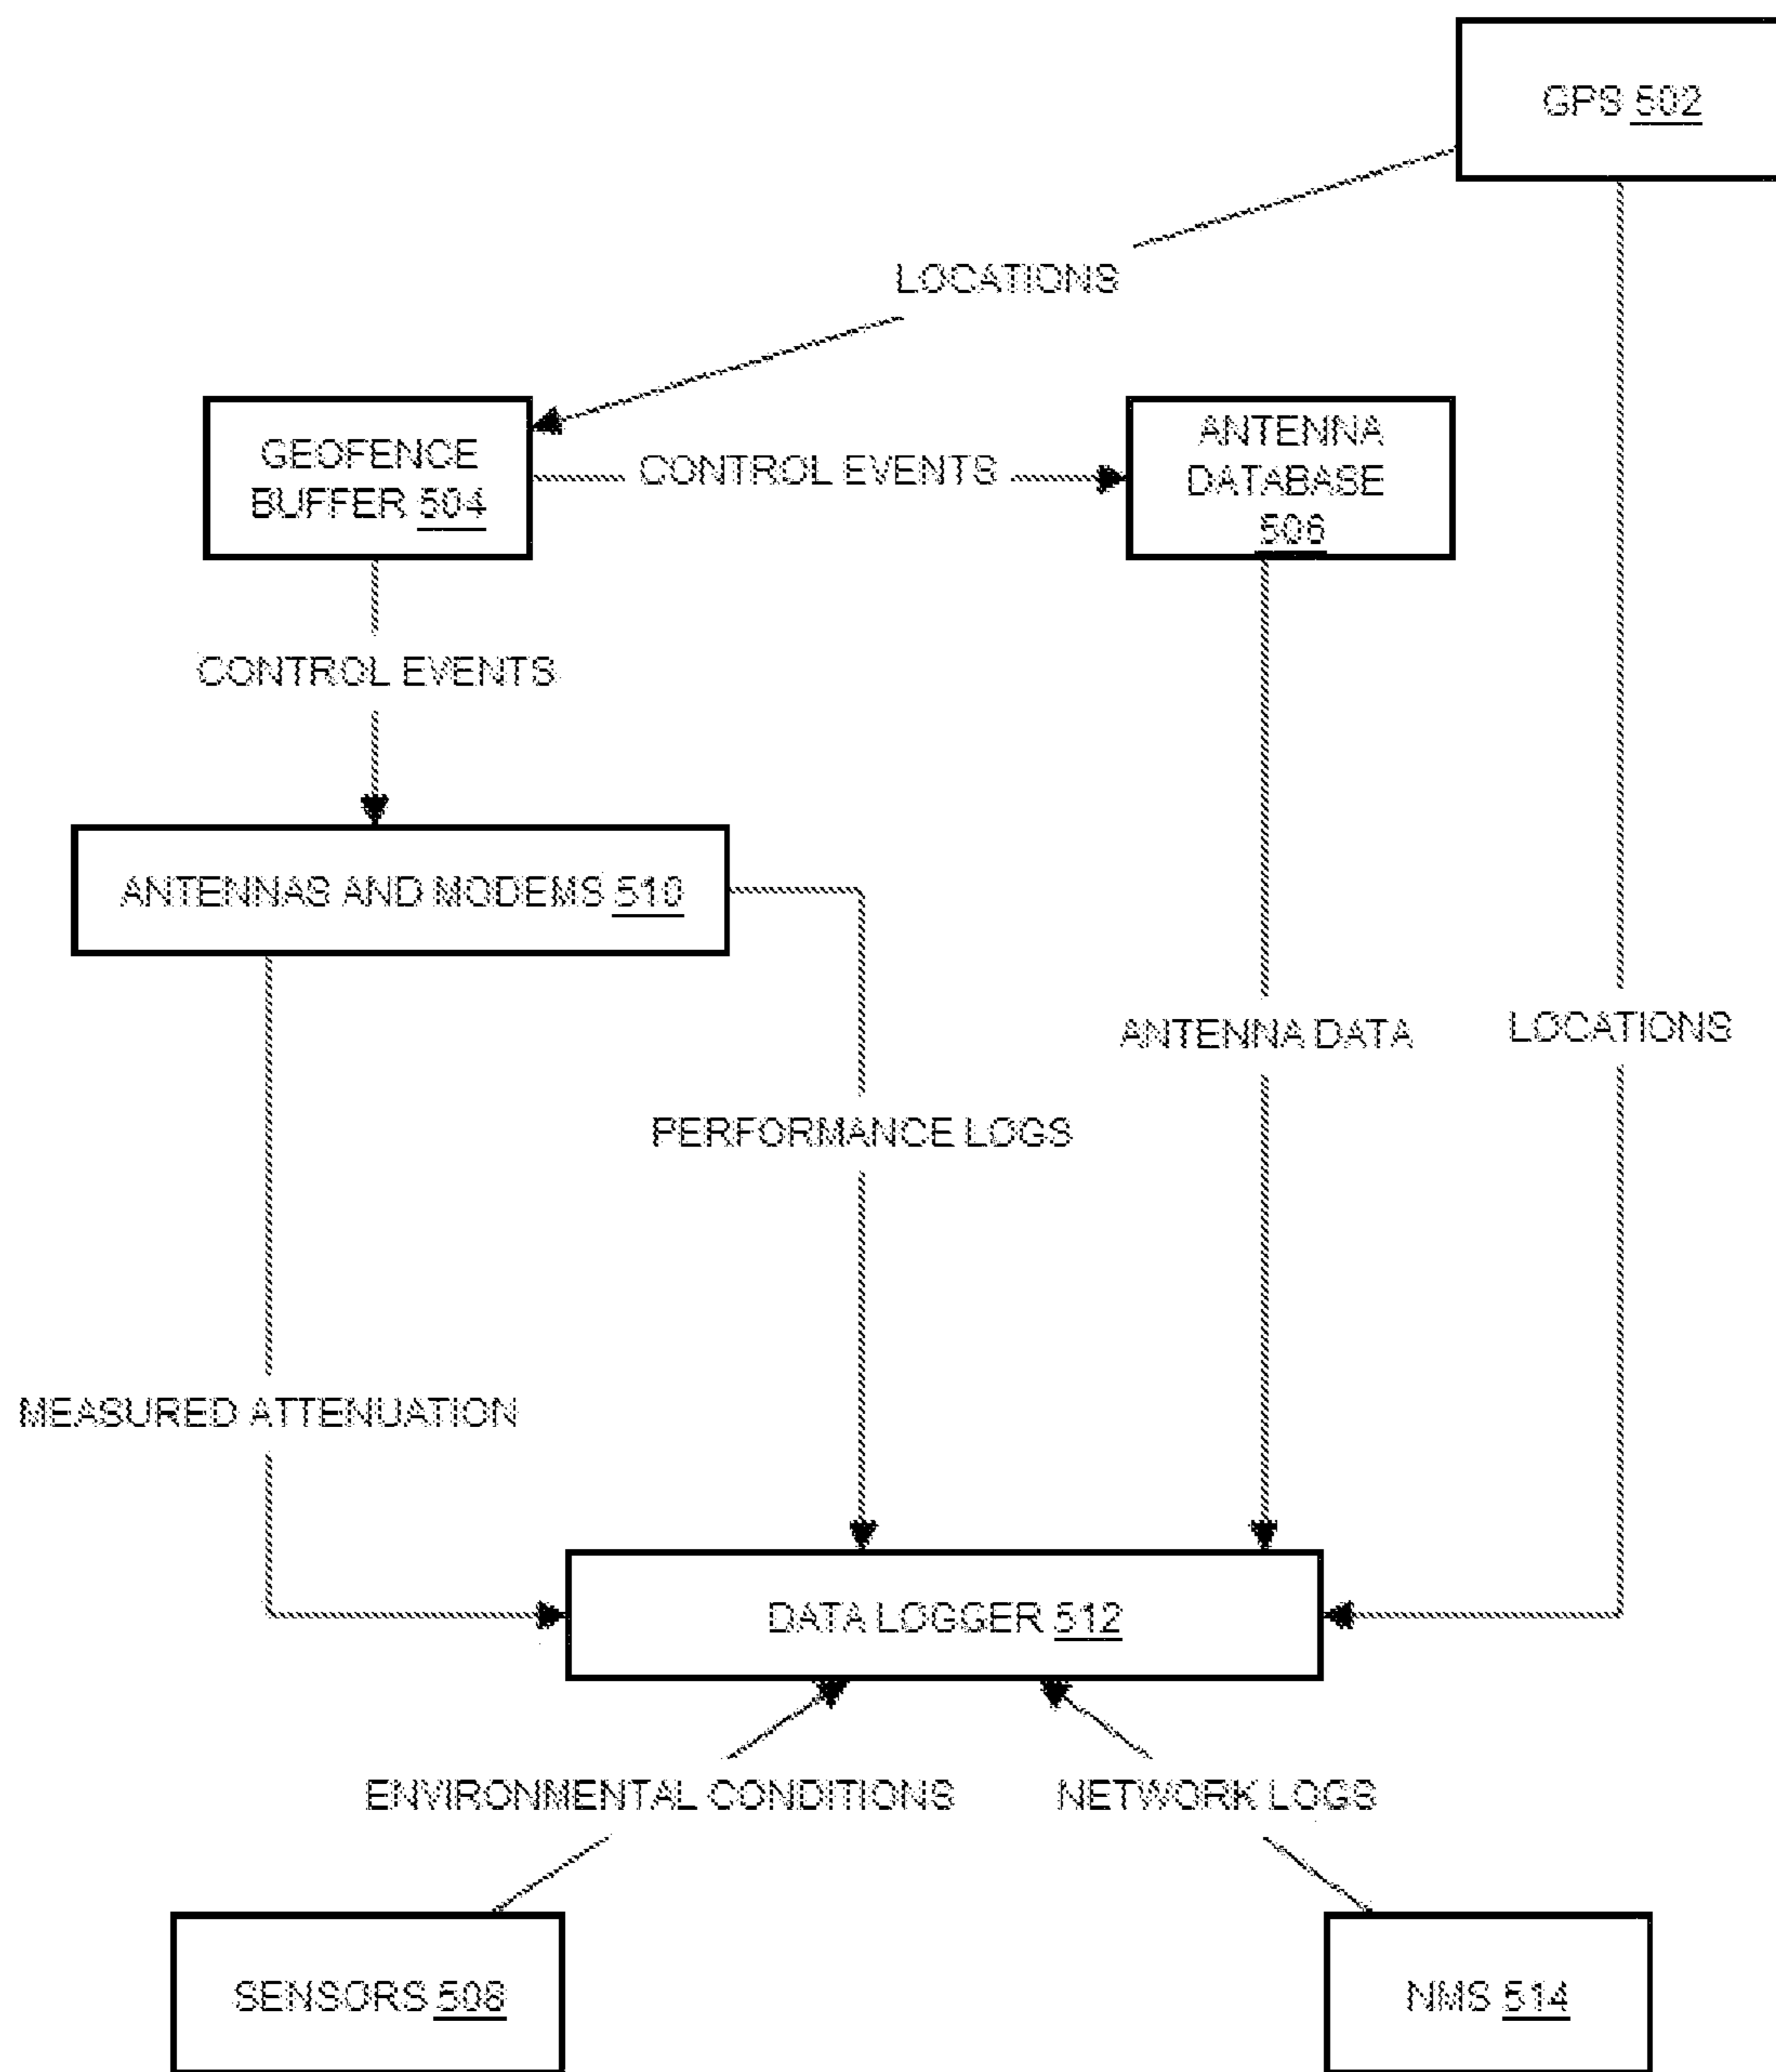 GPS 502
LOCATIONS
GEOFENCE
BUFFER 504
CONTROL EVENTS
ANTENNA
DATABASE
506
CONTROL EVENTS
ANTENNAS AND MODEMS 510
ANTENNA DATA
LOCATIONS
PERFORMANCE LOGS
MEASURED ATTENUATION
DATA LOGGER 512
ENVIRONMENTAL CONDITIONS
NETWORK LOGS
SENSORS 508
NMS 514